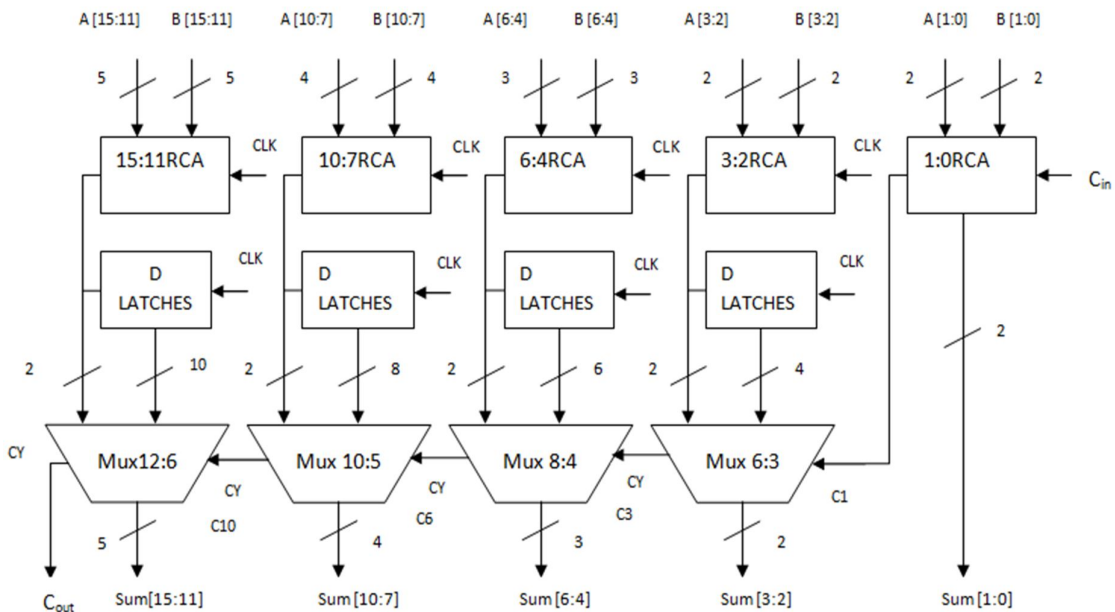 A [15:11] B [15:11] A [10:7] B [10:7] A [6:4] B [6:4] A [3:2] B [3:2] A [1:0] B [1:0]
5 5 4 4 3 3 2 2 2 2
15:11RCA CLK 10:7RCA CLK 6:4RCA CLK 3:2RCA CLK 1:0RCA
Cin
D LATCHES CLK D LATCHES CLK D LATCHES CLK D LATCHES CLK
2 10 2 8 2 6 2 4 2
CY Mux12:6 CY Mux 10:5 CY Mux 8:4 CY Mux 6:3
C10 C6 C3 C1
5 4 3 2
Cout Sum[15:11] Sum [10:7] Sum [6:4] Sum [3:2] Sum [1:0]